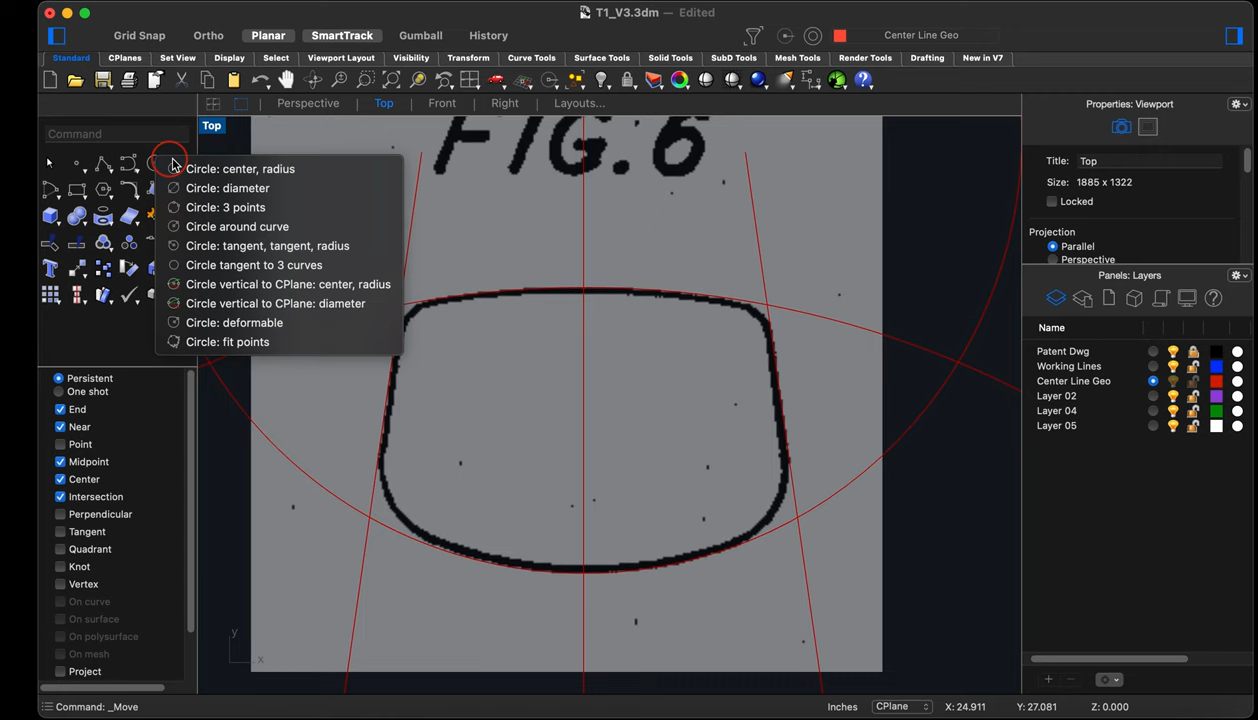 T1_V3.3dm — Edited
Grid Snap Ortho Planar SmartTrack Gumball History Center Line Geo
Standard CPlanes Set View Display Select Viewport Layout Visibility Transform Curve Tools Surface Tools Solid Tools SubD Tools Mesh Tools Render Tools Drafting New in V7
Perspective Top Front Right Layouts...
Properties: Viewport
Command
Top
FIG.6
Title: Top
Size: 1885 x 1322
Locked
Projection
Parallel
Perspective
Circle: center, radius
Circle: diameter
Circle: 3 points
Circle around curve
Circle: tangent, tangent, radius
Circle tangent to 3 curves
Circle vertical to CPlane: center, radius
Circle vertical to CPlane: diameter
Circle: deformable
Circle: fit points
Panels: Layers
Name
Patent Dwg
Working Lines
Center Line Geo
Layer 02
Layer 04
Layer 05
Persistent
One shot
End
Near
Point
Midpoint
Center
Intersection
Perpendicular
Tangent
Quadrant
Knot
Vertex
On curve
On surface
On polysurface
On mesh
Project
y
x
Command: _Move
Inches CPlane X: 24.911 Y: 27.081 Z: 0.000